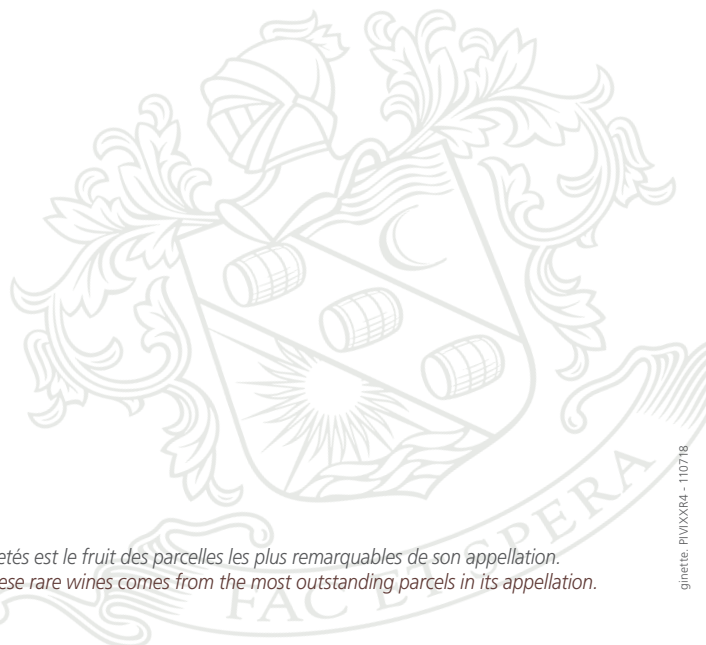 etés est le fruit des parcelles les plus remarquables de son appellation.
ese rare wines comes from the most outstanding parcels in its appellation.
FAC ET SPERA
ginette. PIVIXXR4 - 110718